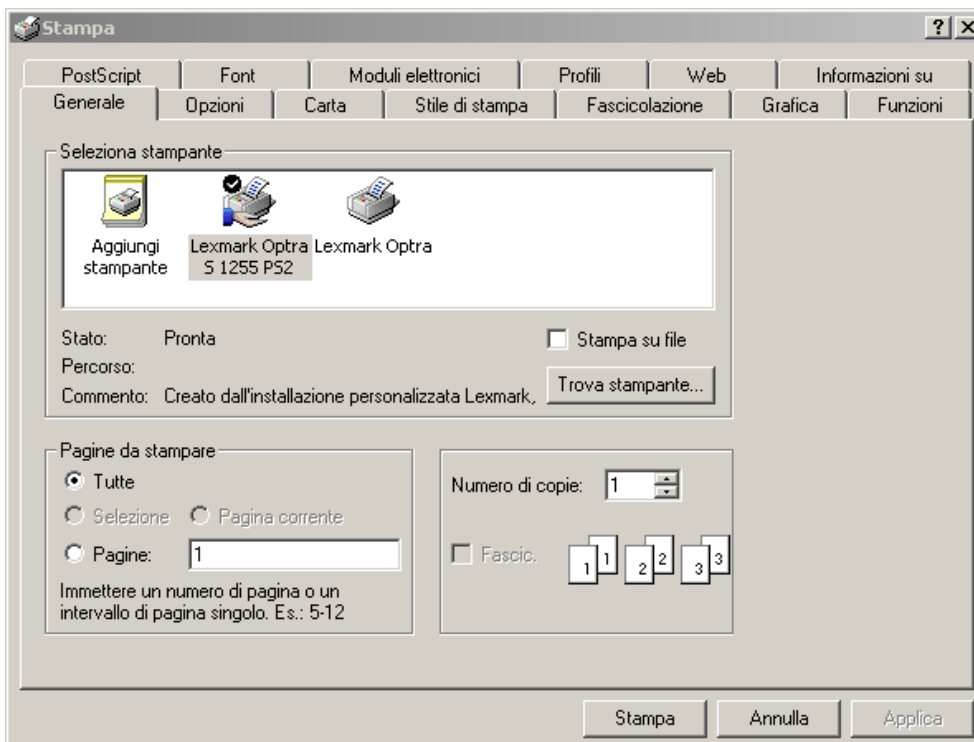 Stampa
PostScript Font Moduli elettronici Profili Web Informazioni su
Generale Opzioni Carta Stile di stampa Fascicolazione Grafica Funzioni
Seleziona stampante
Aggiungi stampante
Lexmark Optra S 1255 PS2
Lexmark Optra
Stato: Pronta
Stampa su file
Percorso:
Trova stampante...
Commento: Creato dall'installazione personalizzata Lexmark,
Pagine da stampare
Tutte
Selezione Pagina corrente
Pagine: 1
Immettere un numero di pagina o un
intervallo di pagina singolo. Es.: 5-12
Numero di copie: 1
Fascic.
1 1 2 2 3 3
Stampa Annulla Applica